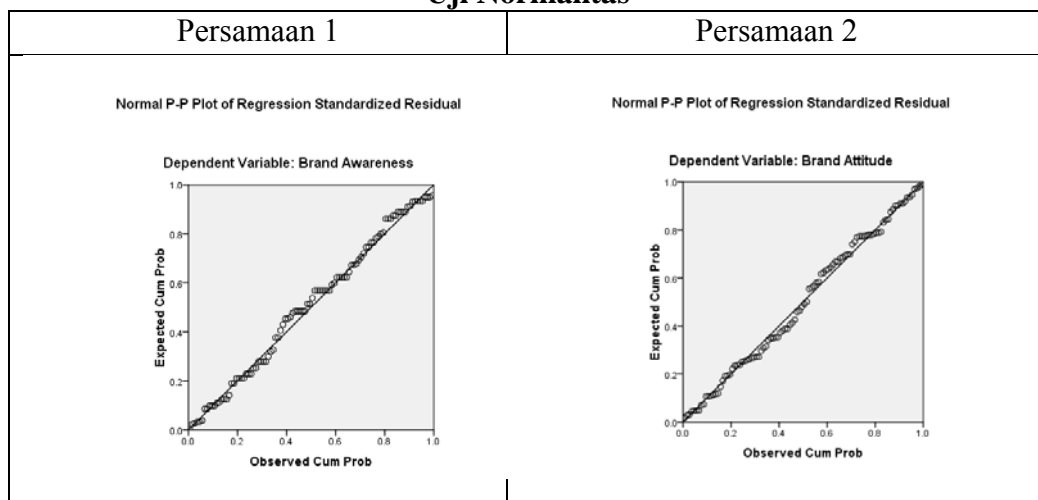 Uji Normalitas
Persamaan 1
Persamaan 2
Normal P-P Plot of Regression Standardized Residual
Dependent Variable: Brand Awareness
1.0
0.8
0.6
0.4
0.2
0.0
Expected Cum Prob
0.0 0.2 0.4 0.6 0.8 1.0
Observed Cum Prob
Normal P-P Plot of Regression Standardized Residual
Dependent Variable: Brand Attitude
1.0
0.8
0.6
0.4
0.2
0.0
Expected Cum Prob
0.0 0.2 0.4 0.6 0.8 1.0
Observed Cum Prob